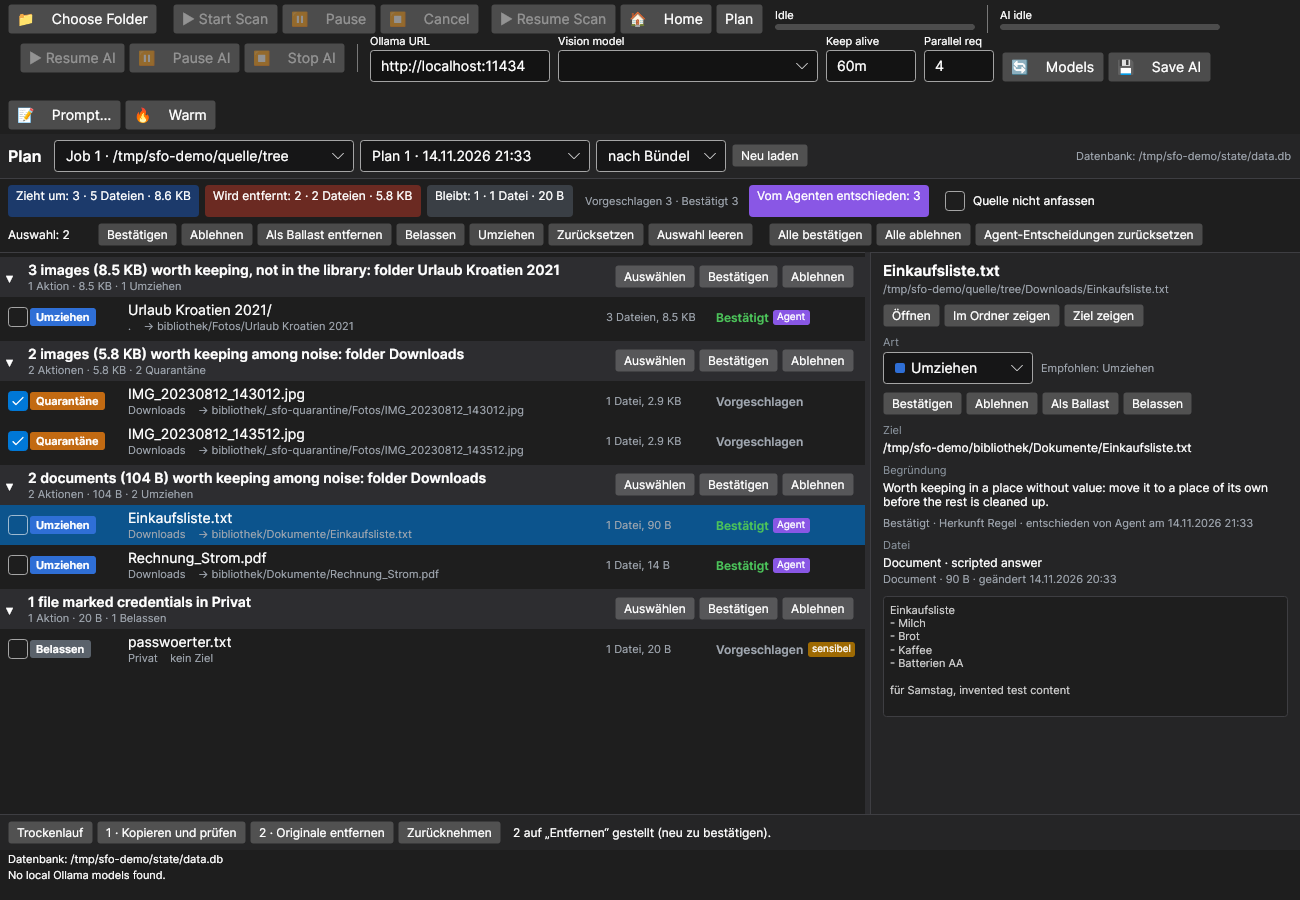 Choose Folder Start Scan Pause Cancel Resume Scan Home Plan Idle AI idle
Resume AI Pause AI Stop AI
Ollama URL Vision model Keep alive Parallel req
http://localhost:11434 60m 4 Models Save AI
Prompt... Warm
Plan Job 1 · /tmp/sfo-demo/quelle/tree Plan 1 · 14.11.2026 21:33 nach Bündel Neu laden Datenbank: /tmp/sfo-demo/state/data.db
Zieht um: 3 · 5 Dateien · 8.6 KB Wird entfernt: 2 · 2 Dateien · 5.8 KB Bleibt: 1 · 1 Datei · 20 B Vorgeschlagen 3 · Bestätigt 3 Vom Agenten entschieden: 3 Quelle nicht anfassen
Auswahl: 2 Bestätigen Ablehnen Als Ballast entfernen Belassen Umziehen Zurücksetzen Auswahl leeren Alle bestätigen Alle ablehnen Agent-Entscheidungen zurücksetzen
3 images (8.5 KB) worth keeping, not in the library: folder Urlaub Kroatien 2021
1 Aktion · 8.5 KB · 1 Umziehen
Auswählen Bestätigen Ablehnen
Umziehen Urlaub Kroatien 2021/ 3 Dateien, 8.5 KB Bestätigt Agent
. → bibliothek/Fotos/Urlaub Kroatien 2021
2 images (5.8 KB) worth keeping among noise: folder Downloads
2 Aktionen · 5.8 KB · 2 Quarantäne
Auswählen Bestätigen Ablehnen
Quarantäne IMG_20230812_143012.jpg 1 Datei, 2.9 KB Vorgeschlagen
Downloads → bibliothek/_sfo-quarantine/Fotos/IMG_20230812_143012.jpg
Quarantäne IMG_20230812_143512.jpg 1 Datei, 2.9 KB Vorgeschlagen
Downloads → bibliothek/_sfo-quarantine/Fotos/IMG_20230812_143512.jpg
2 documents (104 B) worth keeping among noise: folder Downloads
2 Aktionen · 104 B · 2 Umziehen
Auswählen Bestätigen Ablehnen
Umziehen Einkaufsliste.txt 1 Datei, 90 B Bestätigt Agent
Downloads → bibliothek/Dokumente/Einkaufsliste.txt
Umziehen Rechnung_Strom.pdf 1 Datei, 14 B Bestätigt Agent
Downloads → bibliothek/Dokumente/Rechnung_Strom.pdf
1 file marked credentials in Privat
1 Aktion · 20 B · 1 Belassen
Auswählen Bestätigen Ablehnen
Belassen passwoerter.txt 1 Datei, 20 B Vorgeschlagen sensibel
Privat kein Ziel
Einkaufsliste.txt
/tmp/sfo-demo/quelle/tree/Downloads/Einkaufsliste.txt
Öffnen Im Ordner zeigen Ziel zeigen
Art
Umziehen Empfohlen: Umziehen
Bestätigen Ablehnen Als Ballast Belassen
Ziel
/tmp/sfo-demo/bibliothek/Dokumente/Einkaufsliste.txt
Begründung
Worth keeping in a place without value: move it to a place of its own
before the rest is cleaned up.
Bestätigt · Herkunft Regel · entschieden von Agent am 14.11.2026 21:33
Datei
Document · scripted answer
Document · 90 B · geändert 14.11.2026 20:33
Einkaufsliste
- Milch
- Brot
- Kaffee
- Batterien AA
für Samstag, invented test content
Trockenlauf 1 · Kopieren und prüfen 2 · Originale entfernen Zurücknehmen 2 auf „Entfernen“ gestellt (neu zu bestätigen).
Datenbank: /tmp/sfo-demo/state/data.db
No local Ollama models found.